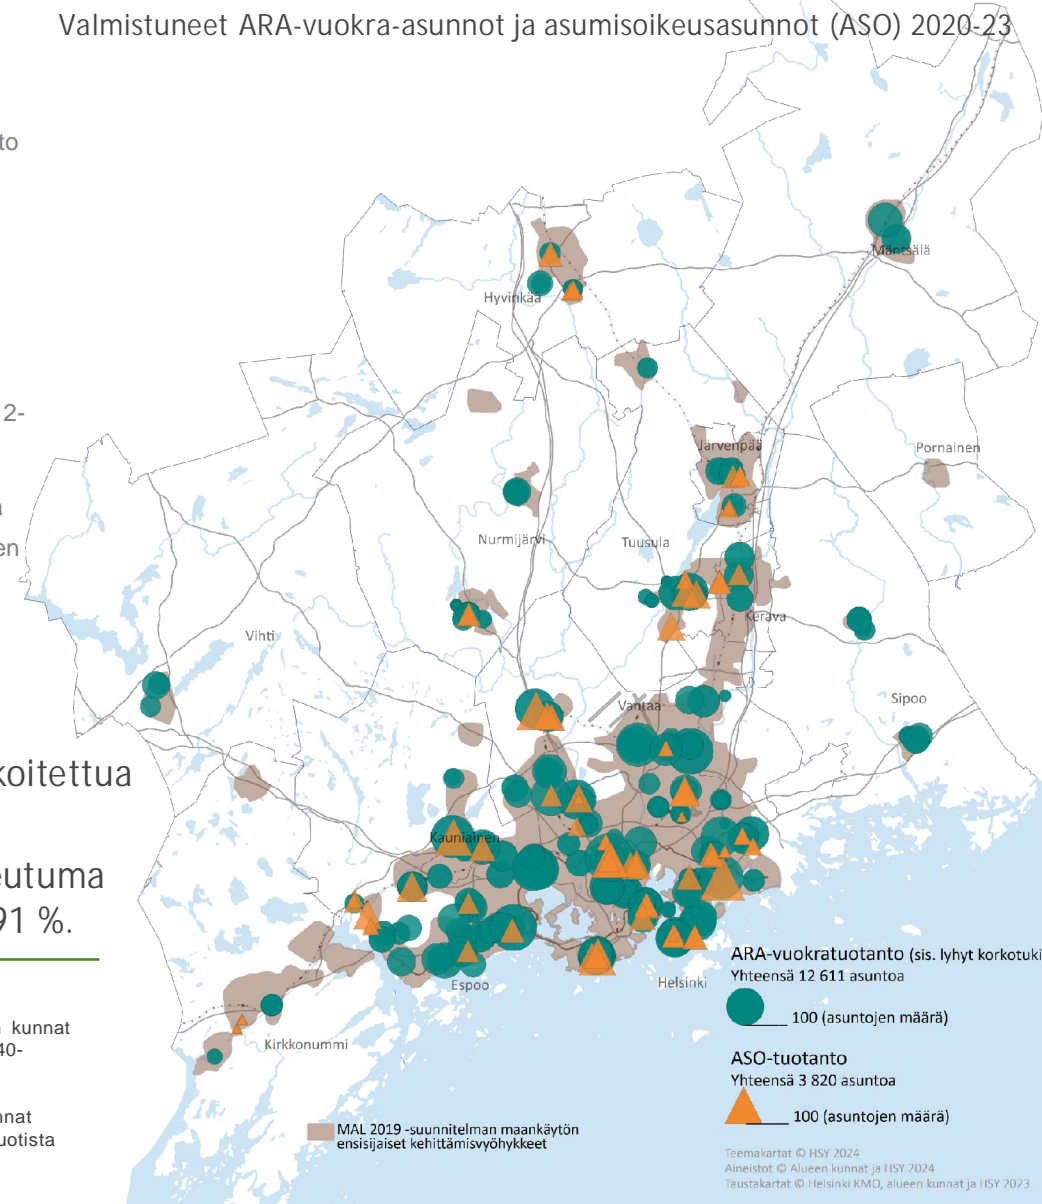 Valmistuneet ARA-vuokra-asunnot ja asumisoikeusasunnot (ASO) 2020-23
to
2-
en
koitettua
eutuma
91 %.
kunnat
40-
nnat
uotista
Mäntsälä
Hyvinkää
Järvenpää
Pornainen
Nurmijärvi
Tuusula
Kerava
Vihti
Sipoo
Vantaa
Kauniainen
Espoo
Helsinki
Kirkkonummi
ARA-vuokratuotanto (sis. lyhyt korkotuki
Yhteensä 12 611 asuntoa
100 (asuntojen määrä)
ASO-tuotanto
Yhteensä 3 820 asuntoa
100 (asuntojen määrä)
MAL 2019 -suunnitelman maankäytön
ensisijaiset kehittämisvyöhykkeet
Teemakartat © HSY 2024
Aineistot © Alueen kunnat ja HSY 2024
Taustakartat © Helsinki KMO, alueen kunnat ja HSY 2023